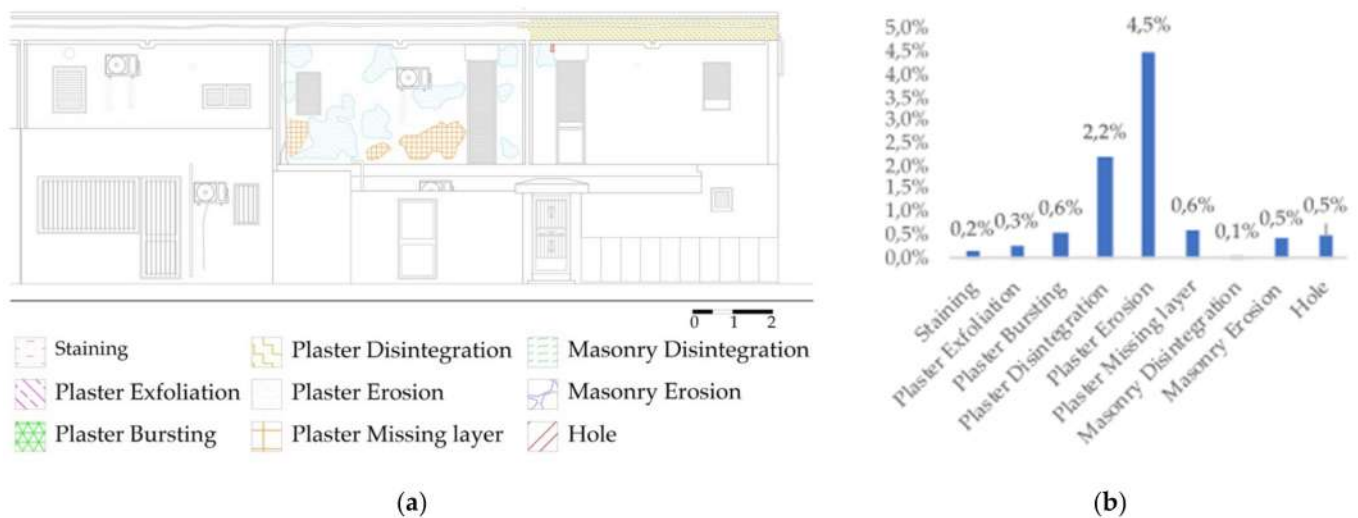 0 1 2
Staining
Plaster Disintegration
Masonry Disintegration
Plaster Exfoliation
Plaster Erosion
Masonry Erosion
Plaster Bursting
Plaster Missing layer
Hole
(a)
5,0%
4,5%
4,0%
3,5%
3,0%
2,5%
2,0%
1,5%
1,0%
0,5%
0,0%
0,2%
0,3%
0,6%
2,2%
4,5%
0,6%
0,1%
0,5%
0,5%
Staining
Plaster Exfoliation
Plaster Bursting
Plaster Disintegration
Plaster Erosion
Plaster Missing layer
Masonry Disintegration
Masonry Erosion
Hole
(b)